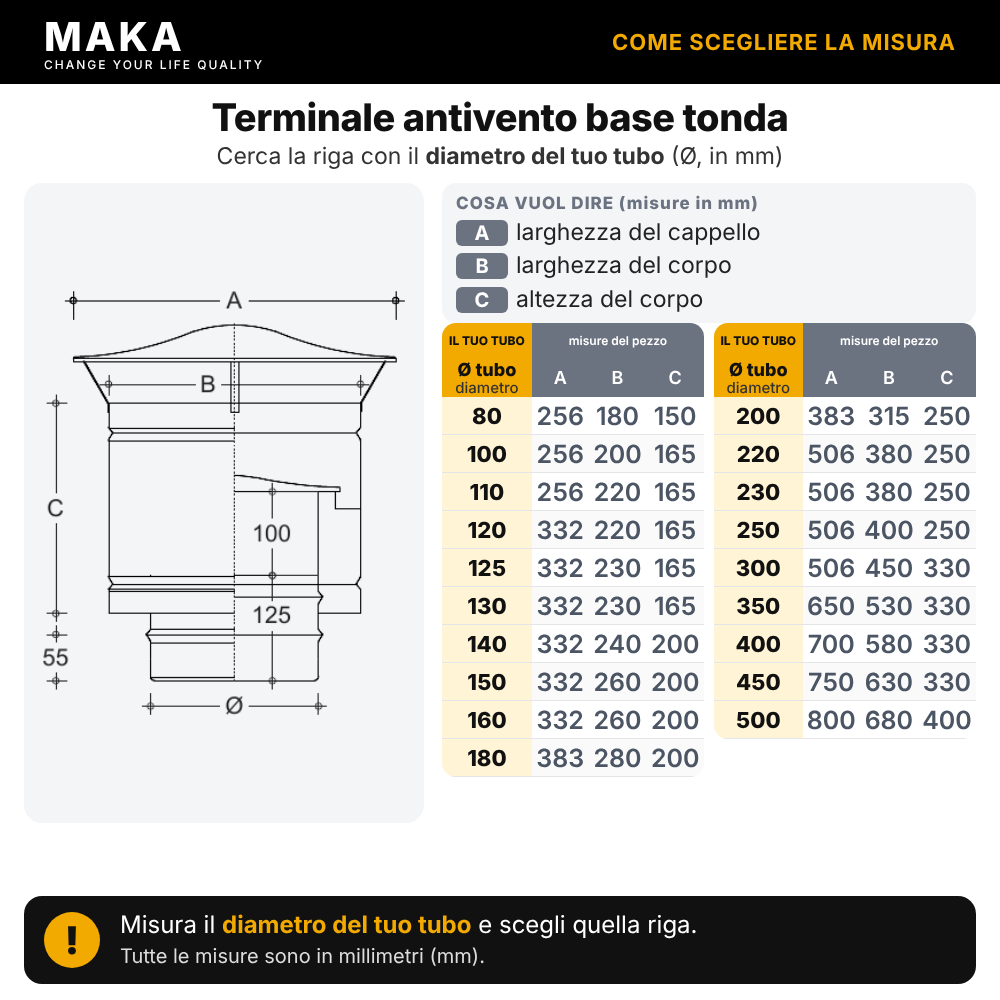 MAKA
CHANGE YOUR LIFE QUALITY
COME SCEGLIERE LA MISURA
Terminale antivento base tonda
Cerca la riga con il diametro del tuo tubo (Ø, in mm)
A
B
C
100
125
55
Ø
COSA VUOL DIRE (misure in mm)
A larghezza del cappello
B larghezza del corpo
C altezza del corpo
IL TUO TUBO misure del pezzo
Ø tubo A B C
diametro
80 256 180 150
100 256 200 165
110 256 220 165
120 332 220 165
125 332 230 165
130 332 230 165
140 332 240 200
150 332 260 200
160 332 260 200
180 383 280 200
IL TUO TUBO misure del pezzo
Ø tubo A B C
diametro
200 383 315 250
220 506 380 250
230 506 380 250
250 506 400 250
300 506 450 330
350 650 530 330
400 700 580 330
450 750 630 330
500 800 680 400
! Misura il diametro del tuo tubo e scegli quella riga.
Tutte le misure sono in millimetri (mm).